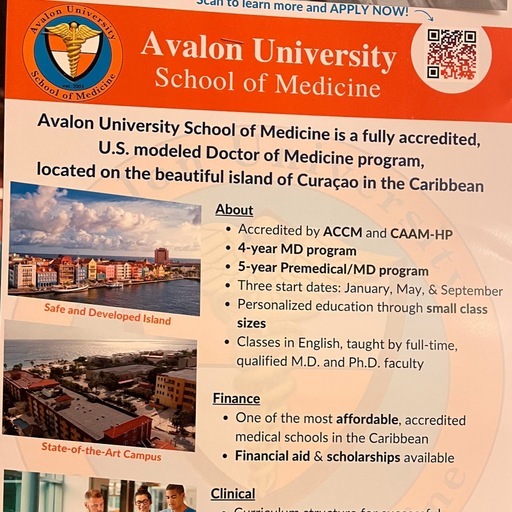 Scan to learn more and APPLY NOW!
Avalon University
School of Medicine
Avalon University
School of Medicine
Avalon University School of Medicine is a fully accredited,
U.S. modeled Doctor of Medicine program,
located on the beautiful island of Curaçao in the Caribbean
About
• Accredited by ACCM and CAAM-HP
• 4-year MD program
• 5-year Premedical/MD program
• Three start dates: January, May, & September
• Personalized education through small class
sizes
• Classes in English, taught by full-time,
qualified M.D. and Ph.D. faculty
Safe and Developed Island
Finance
• One of the most affordable, accredited
medical schools in the Caribbean
• Financial aid & scholarships available
State-of-the-Art Campus
Clinical